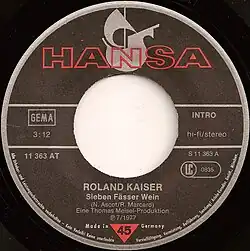 HANSA
GEMA
INTRO
3:12
hi-fi/stereo
11 363 AT
S 11 363 A
LC 0835
ROLAND KAISER
Sieben Fässer Wein
(N. Ascot/R. Marcard)
Eine Thomas Meisel-Produktion
℗ 7/1977
Made in Germany
45